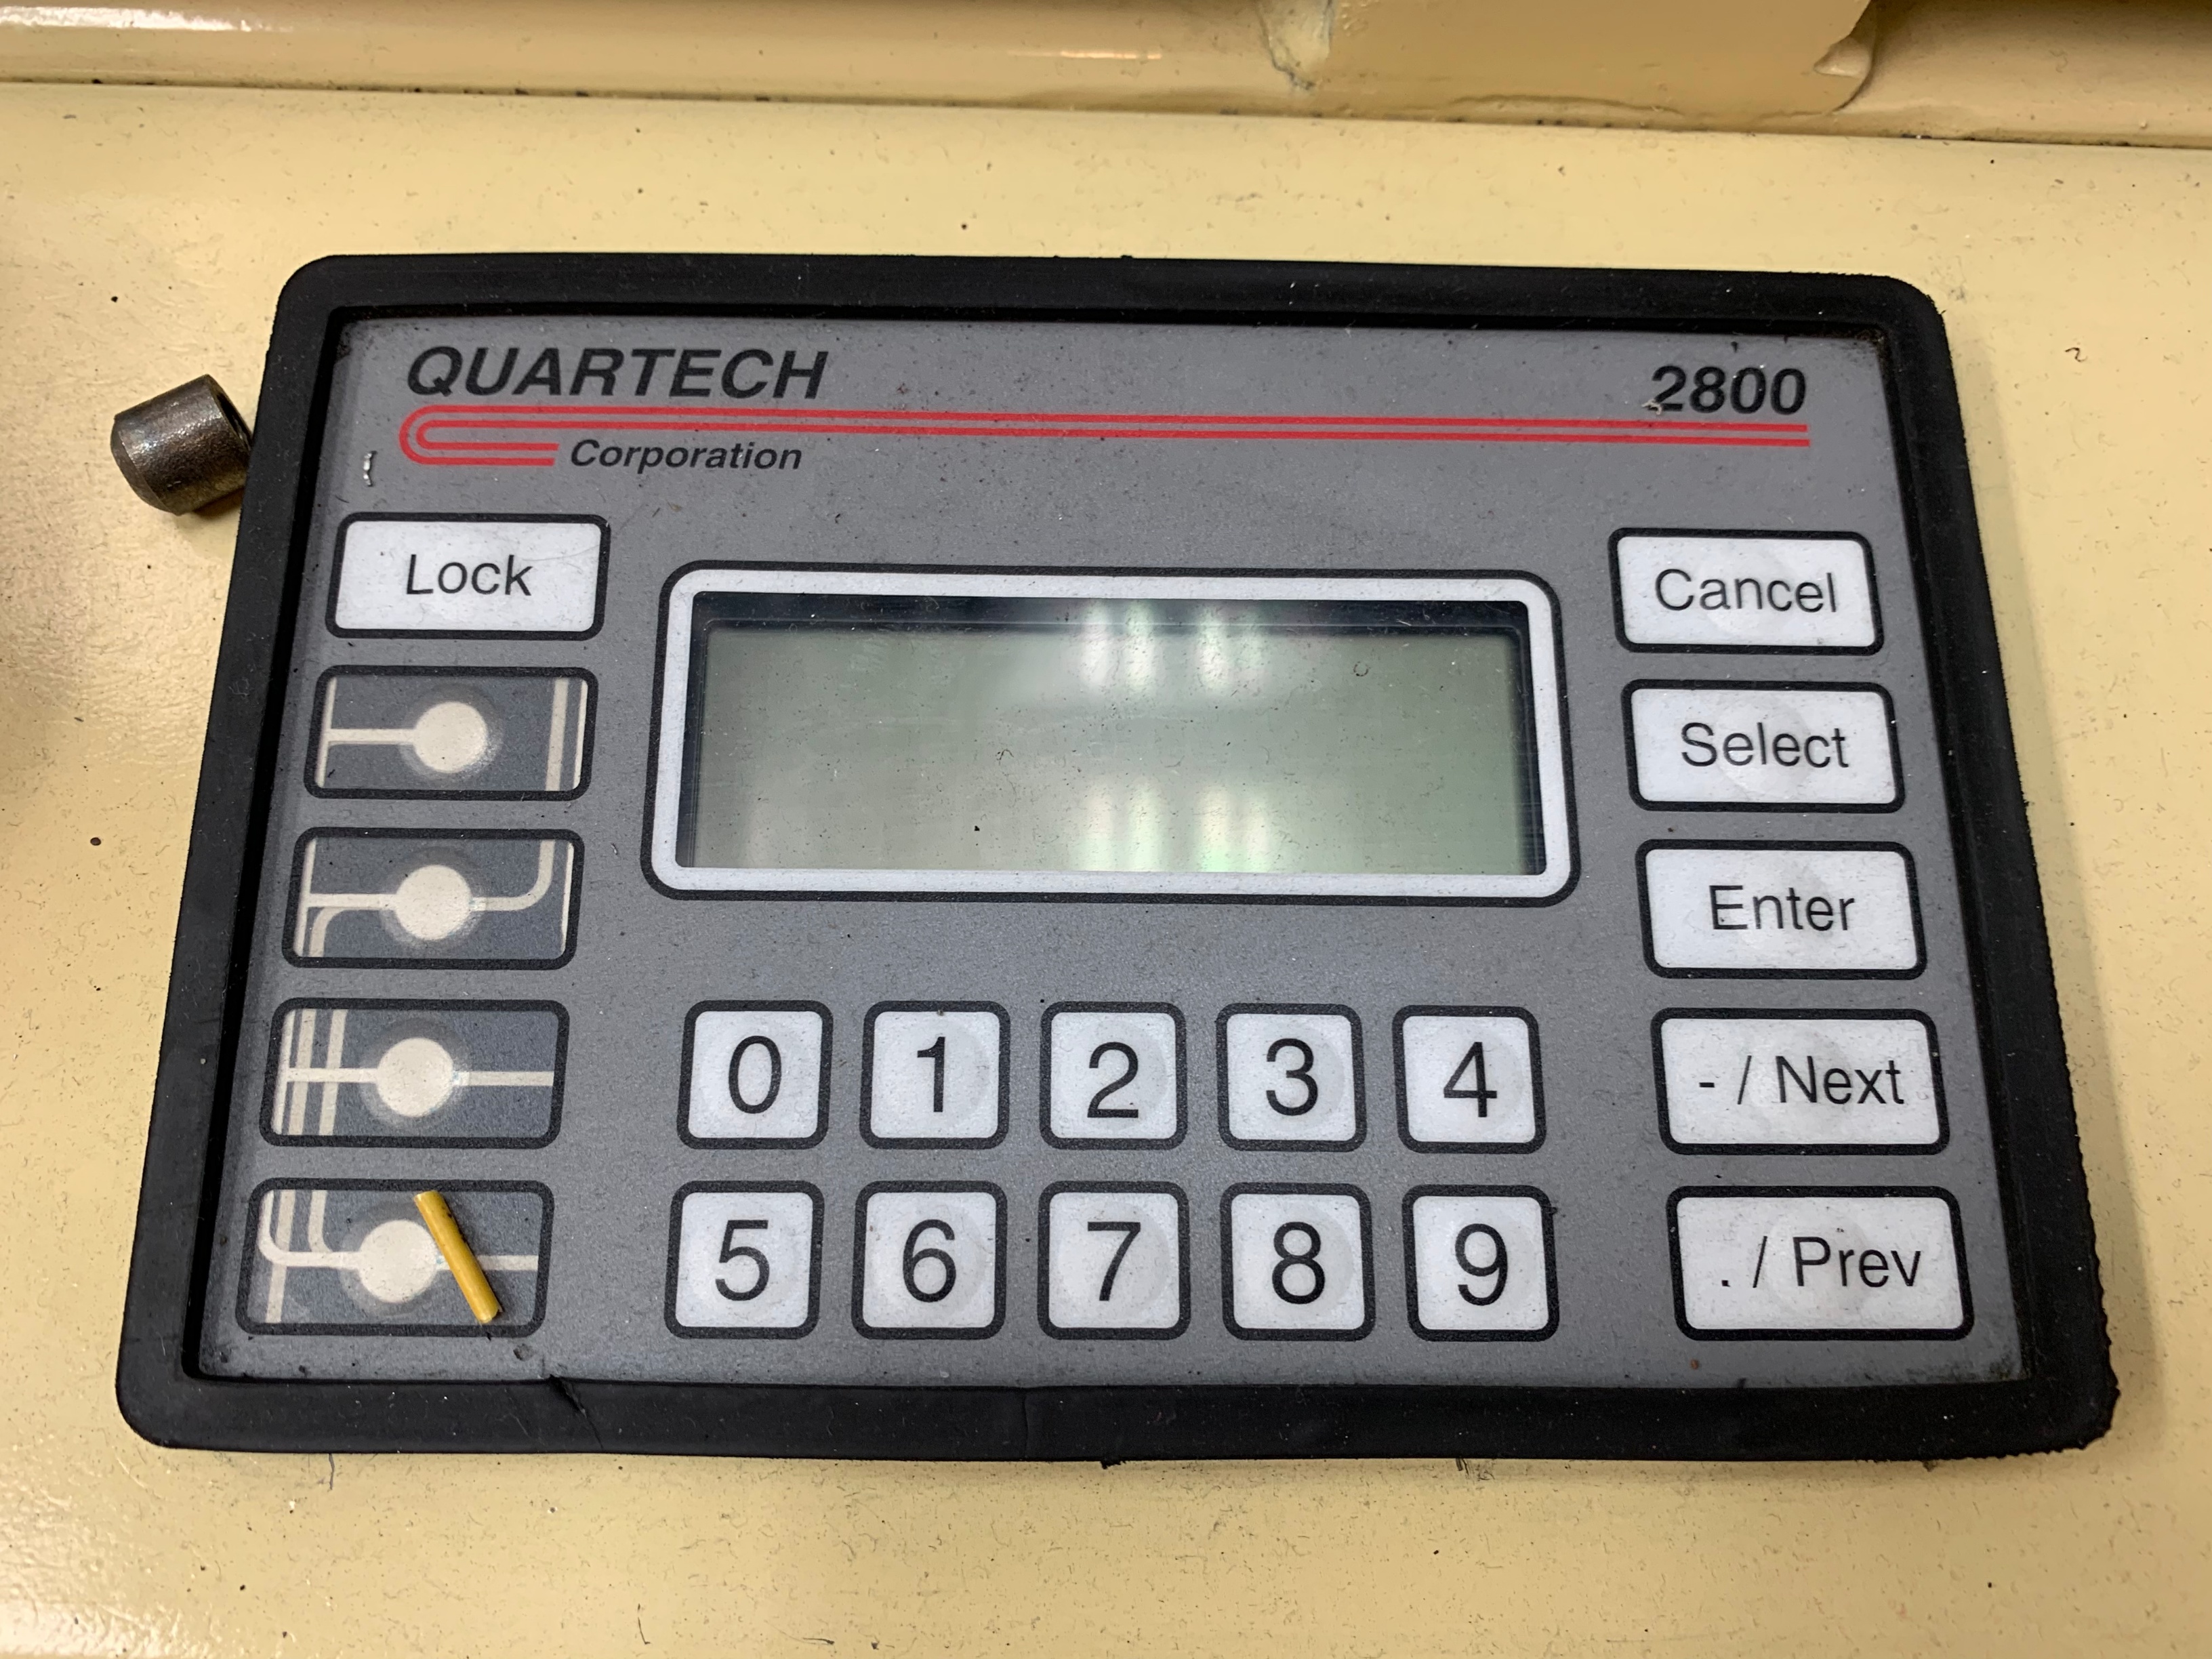 QUARTECH
2800
Corporation
Lock
Cancel
Select
Enter
0 1 2 3 4
- / Next
5 6 7 8 9
. / Prev